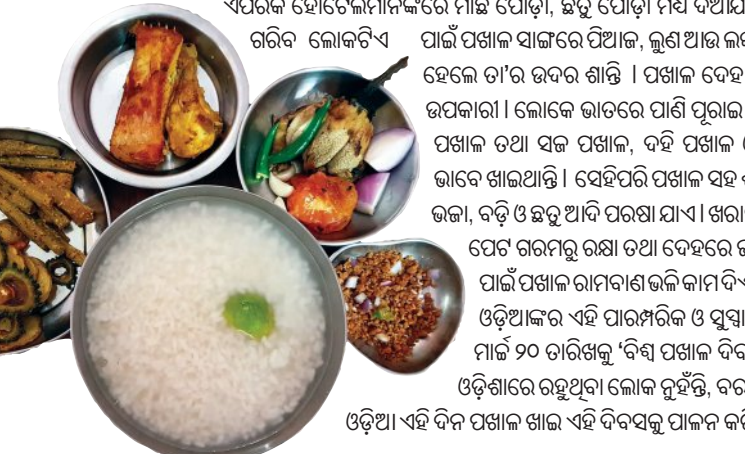 ଏପରିକି ହୋଟେଲମାନଙ୍କରେ ମାଛ ପୋଡ଼ା, ଛତୁ ପୋଡ଼ା ମଧ୍ୟ
ଗରିବ ଲୋକଟିଏ ପାଇଁ ପଖାଳ ସାଙ୍ଗରେ ପିଆଜ, ଲୁଣ ଆଉ
ହେଲେ ତା’ର ଉଦର ଶାନ୍ତି । ପଖାଳ ଦେହ
ଉପକାରୀ । ଲୋକେ ଭାତରେ ପାଣି ପୂରାଇ
ପଖାଳ ତଥା ସଜ ପଖାଳ, ଦହି ପଖାଳ
ଭାବେ ଖାଇଥାନ୍ତି । ସେହିପରି ପଖାଳ ସହ
ଭଜା, ବଡ଼ି ଓ ଛତୁ ଆଦି ପରଷା ଯାଏ ।
ପେଟ ଗରମରୁ ରକ୍ଷା ତଥା ଦେହରେ
ପାଇଁ ପଖାଳ ରାମବାଣ ଭଳି କାମ
ଓଡ଼ିଆଙ୍କର ଏହି ପାରମ୍ପରିକ ଓ
ମାର୍ଚ୍ଚ ୨୦ ତାରିଖକୁ ‘ବିଶ୍ୱ ପଖାଳ
ଓଡ଼ିଶାରେ ରହୁଥିବା ଲୋକ ନୁହଁନ୍ତି,
ଓଡ଼ିଆ ଏହି ଦିନ ପଖାଳ ଖାଇ ଏହି ଦିବସକୁ ପାଳନ